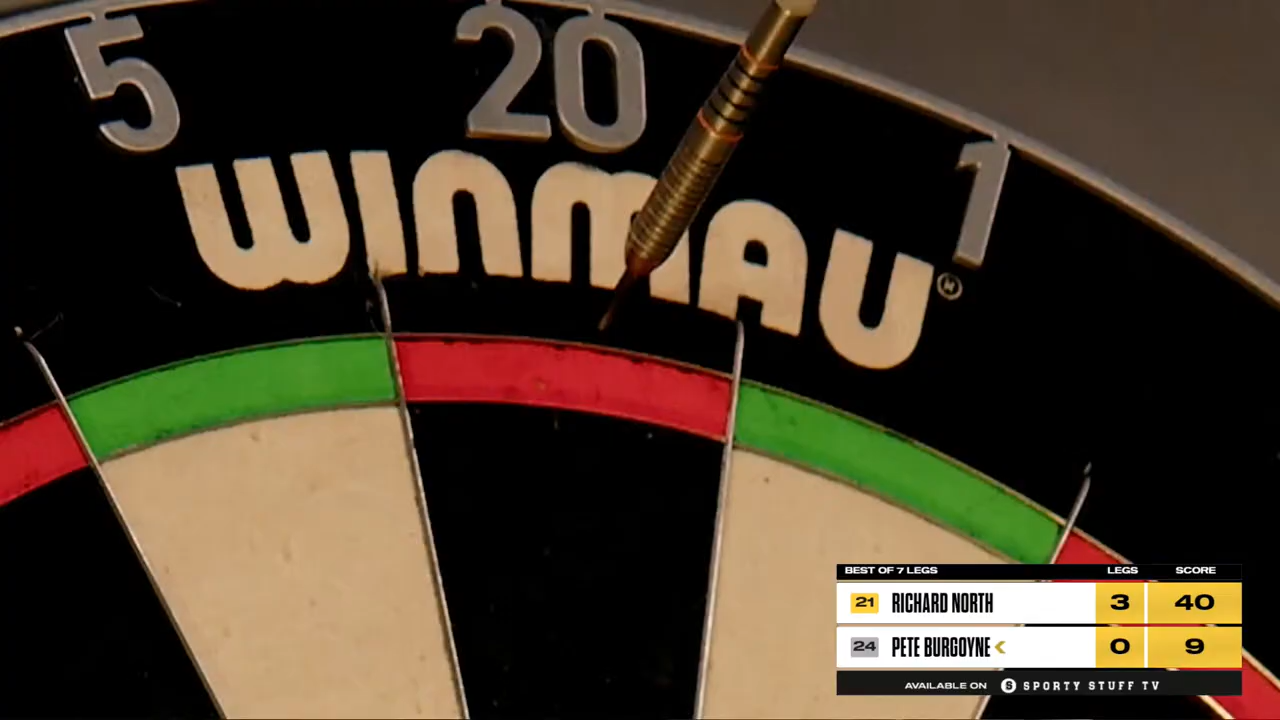 5 20 1
WINMAU
BEST OF 7 LEGS LEGS SCORE
21 RICHARD NORTH 3 40
24 PETE BURGOYNE 0 9
AVAILABLE ON S SPORTY STUFF TV